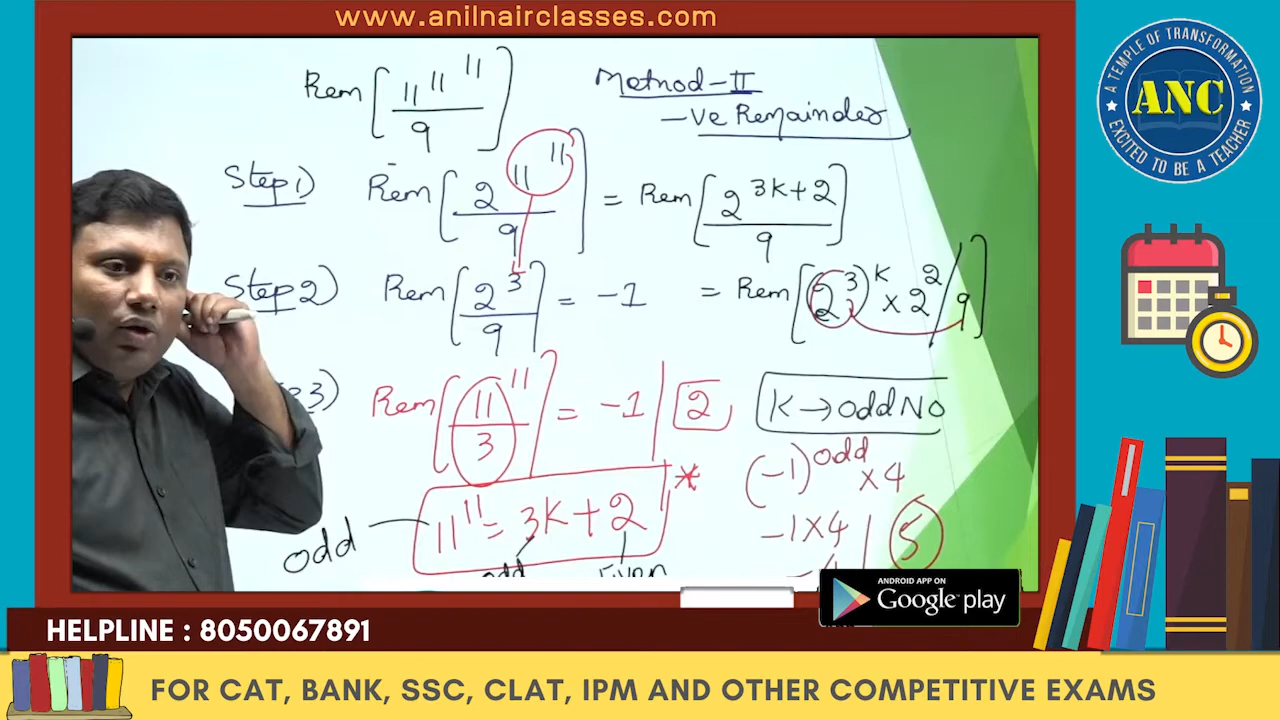 www.anilnairclasses.com
A TEMPLE OF TRANSFORMATION
ANC
EXCITED TO BE A TEACHER
Rem[11^11^11/9]
Method-II
-Ve Remainder
Step 1) Rem[2^11^11/9] = Rem[2^(3K+2)/9]
Step 2) Rem[2^3/9] = -1 = Rem[(2^3)^K × 2^2/9]
3) Rem[11^11/3] = -1 | 2
K → Odd No
11^11 = 3K + 2 *
(-1)^odd × 4
-1 × 4 | 5
odd
odd Even
ANDROID APP ON
Google play
HELPLINE : 8050067891
FOR CAT, BANK, SSC, CLAT, IPM AND OTHER COMPETITIVE EXAMS